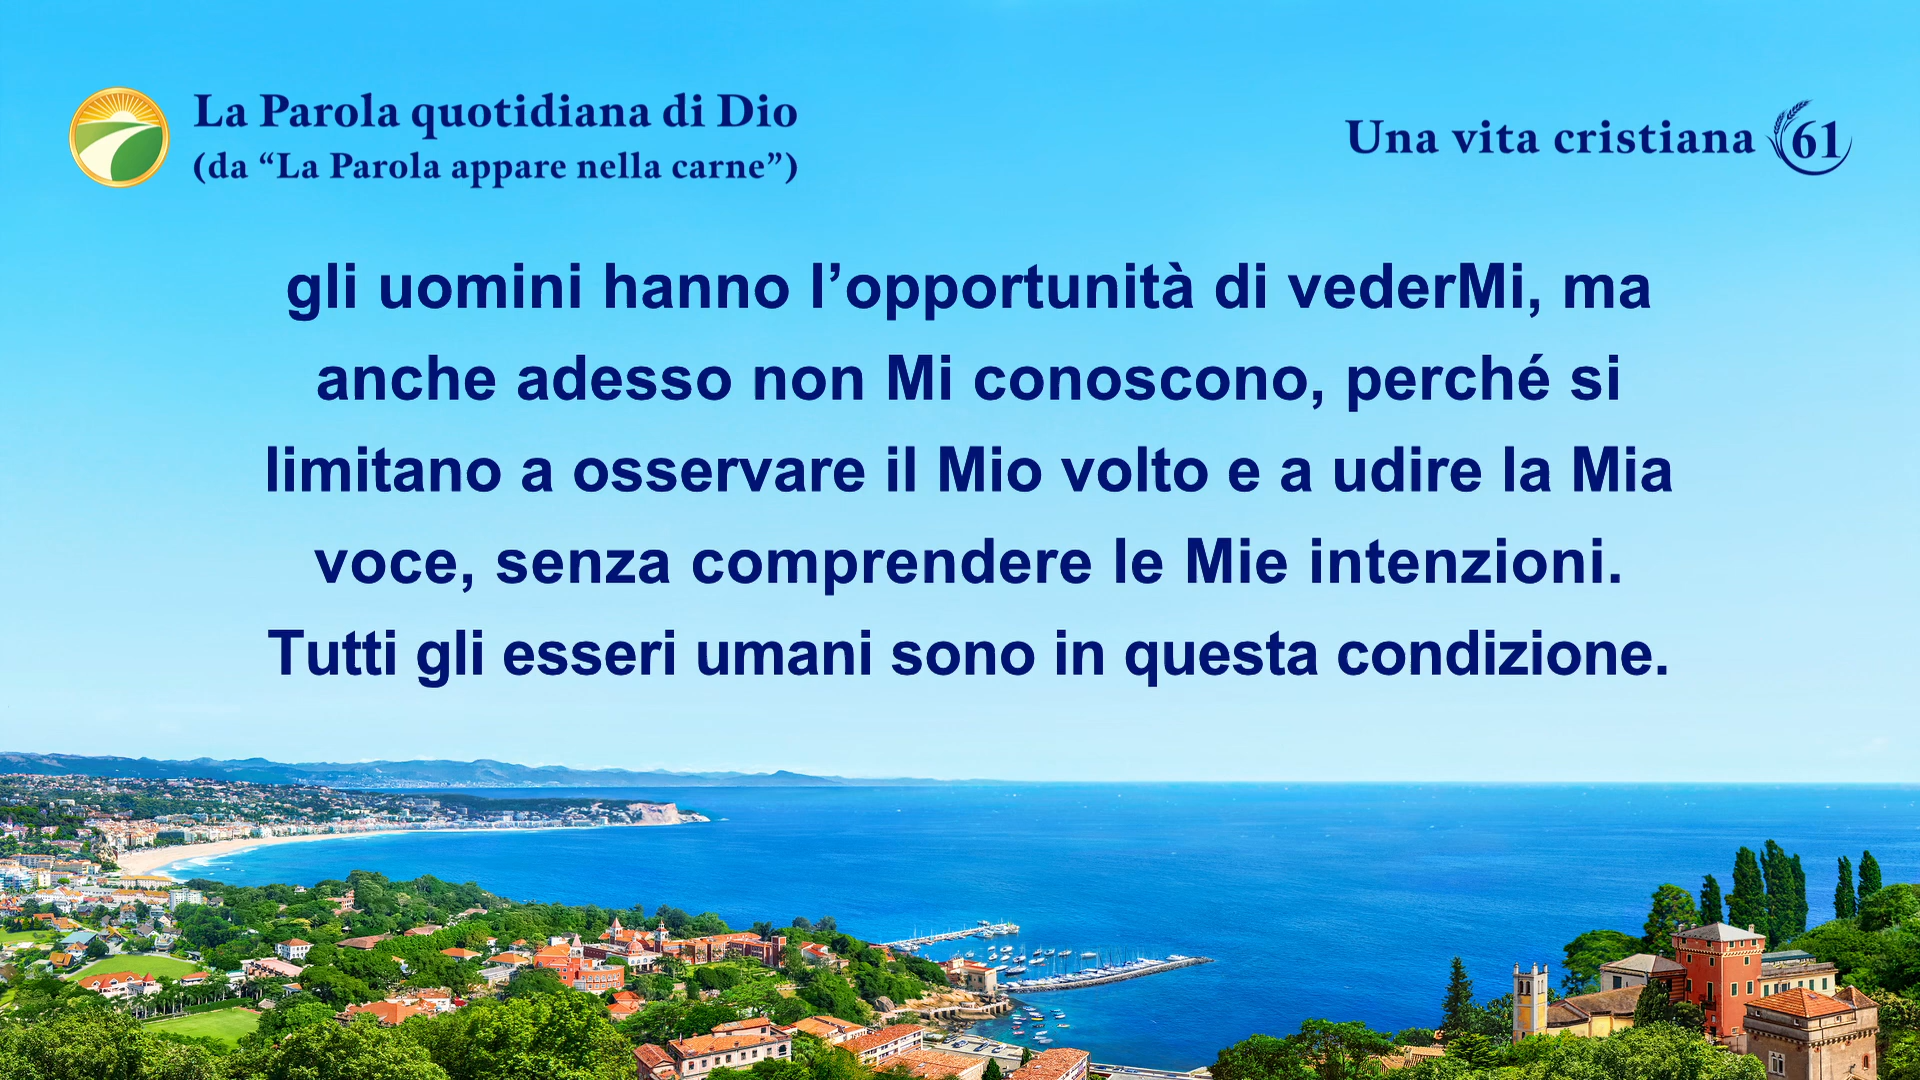 La Parola quotidiana di Dio
(da “La Parola appare nella carne”)
Una vita cristiana 61
gli uomini hanno l’opportunità di vederMi, ma
anche adesso non Mi conoscono, perché si
limitano a osservare il Mio volto e a udire la Mia
voce, senza comprendere le Mie intenzioni.
Tutti gli esseri umani sono in questa condizione.